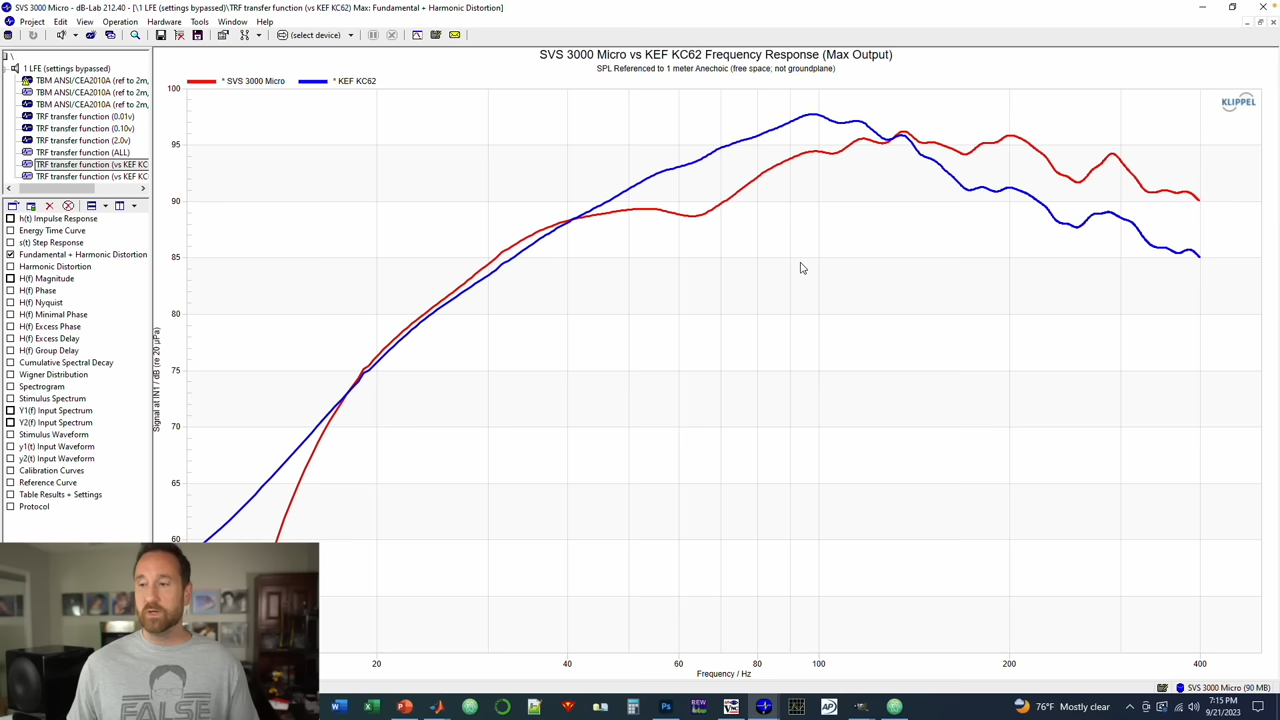 SVS 3000 Micro - dB-Lab 212.40 - [\1 LFE (settings bypassed)\TRF transfer function (vs KEF KC62) Max: Fundamental + Harmonic Distortion]
Project Edit View Operation Hardware Tools Window Help
(select device)
\
1 LFE (settings bypassed)
TBM ANSI/CEA2010A (ref to 2m,
TBM ANSI/CEA2010A (ref to 2m,
TBM ANSI/CEA2010A (ref to 2m,
TRF transfer function (0.01v)
TRF transfer function (0.10v)
TRF transfer function (2.0v)
TRF transfer function (ALL)
TRF transfer function (vs KEF KC
TRF transfer function (vs KEF KC
h(t) Impulse Response
Energy Time Curve
s(t) Step Response
Fundamental + Harmonic Distortion
Harmonic Distortion
H(f) Magnitude
H(f) Phase
H(f) Nyquist
H(f) Minimal Phase
H(f) Excess Phase
H(f) Excess Delay
H(f) Group Delay
Cumulative Spectral Decay
Wigner Distribution
Spectrogram
Stimulus Spectrum
Y1(f) Input Spectrum
Y2(f) Input Spectrum
Stimulus Waveform
y1(t) Input Waveform
y2(t) Input Waveform
Calibration Curves
Reference Curve
Table Results + Settings
Protocol
SVS 3000 Micro vs KEF KC62 Frequency Response (Max Output)
SPL Referenced to 1 meter Anechoic (free space; not groundplane)
* SVS 3000 Micro * KEF KC62
KLIPPEL
100
95
90
85
80
75
70
65
60
Signal at IN1 / dB (re 20 µPa)
20 40 60 80 100 200 400
Frequency / Hz
SVS 3000 Micro (90 MB)
FALSE
REW
AP
76°F Mostly clear
7:15 PM
9/21/2023